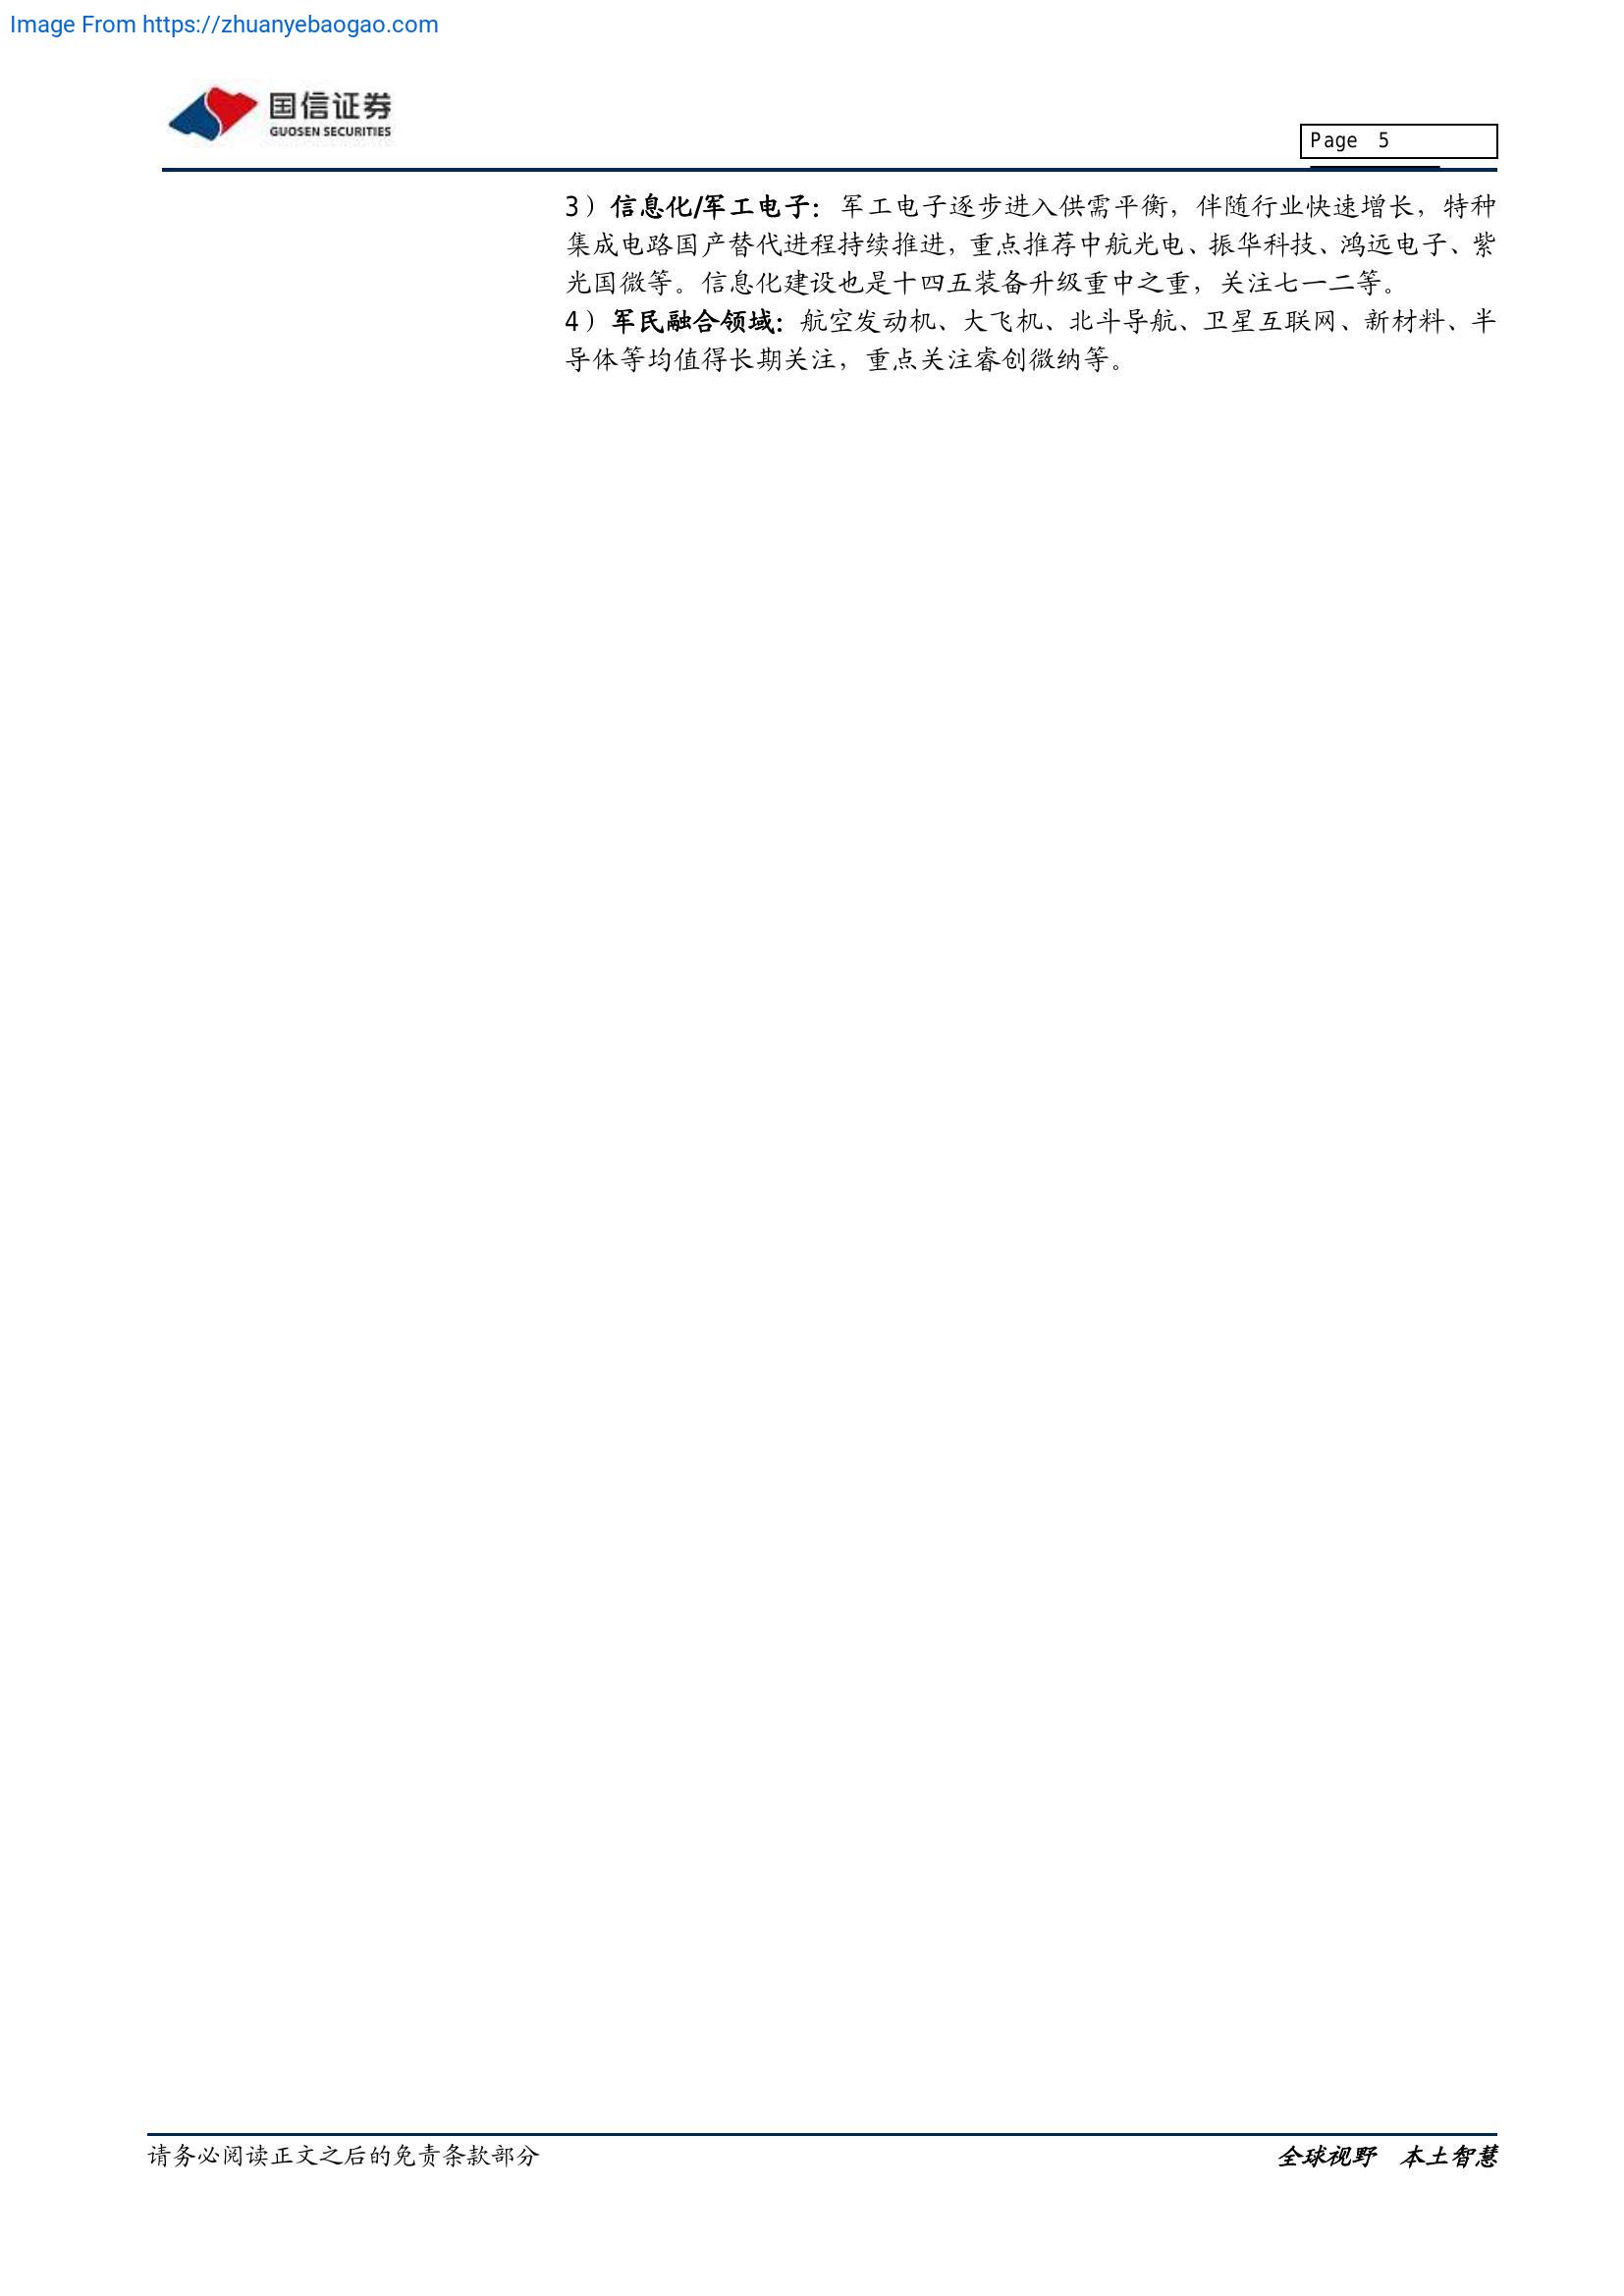 Image From https://zhuanyebaogao.com
国信证券
GUOSEN SECURITIES
Page 5
3）信息化/军工电子：军工电子逐步进入供需平衡，伴随行业快速增长，特种
集成电路国产替代进程持续推进，重点推荐中航光电、振华科技、鸿远电子、紫
光国微等。信息化建设也是十四五装备升级重中之重，关注七一二等。
4）军民融合领域：航空发动机、大飞机、北斗导航、卫星互联网、新材料、半
导体等均值得长期关注，重点关注睿创微纳等。
请务必阅读正文之后的免责条款部分
全球视野 本土智慧